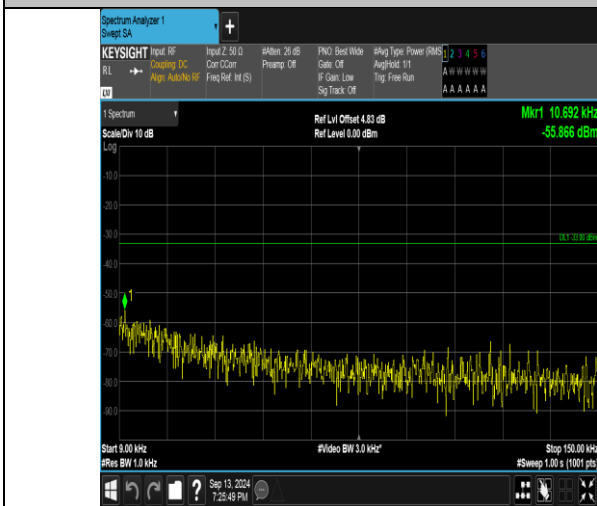 Spectrum Analyzer 1
Swept SA
+
KEYSIGHT
RL
Input: RF
Coupling: DC
Align: Auto/No RF
Input Z: 50 Ω
Corr CCorr
Freq Ref: Int (S)
#Atten: 26 dB
Preamp: Off
PNO: Best Wide
Gate: Off
IF Gain: Low
Sig Track: Off
#Avg Type: Power (RMS
Avg|Hold: 1/1
Trig: Free Run
1 2 3 4 5 6
A W W W W W
A A A A A A
1 Spectrum
Scale/Div 10 dB
Ref Lvl Offset 4.83 dB
Ref Level 0.00 dBm
Mkr1 10.692 kHz
-55.866 dBm
Log
-10.0
-20.0
-30.0
DL1 -33.00 dBm
-40.0
-50.0
1
-60.0
-70.0
-80.0
-90.0
Start 9.00 kHz
#Video BW 3.0 kHz*
Stop 150.00 kHz
#Res BW 1.0 kHz
#Sweep 1.00 s (1001 pts)
?
Sep 13, 2024
7:25:49 PM